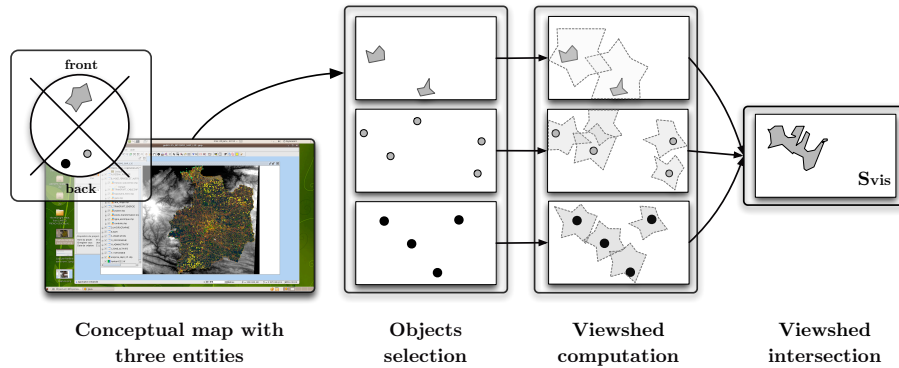 front
back
Svis
Conceptual map with
three entities
Objects
selection
Viewshed
computation
Viewshed
intersection